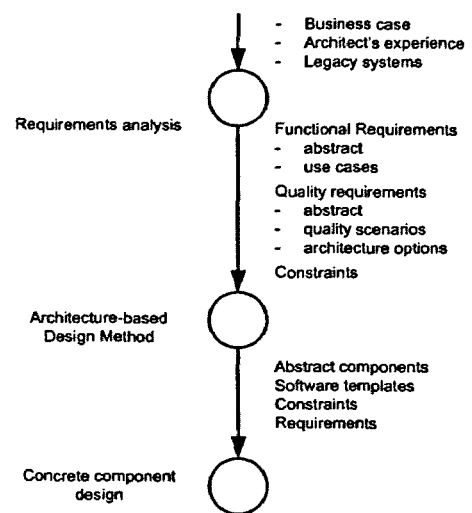 - Business case
- Architect's experience
- Legacy systems
Requirements analysis
Functional Requirements
- abstract
- use cases
Quality requirements
- abstract
- quality scenarios
- architecture options
Constraints
Architecture-based
Design Method
Abstract components
Software templates
Constraints
Requirements
Concrete component
design